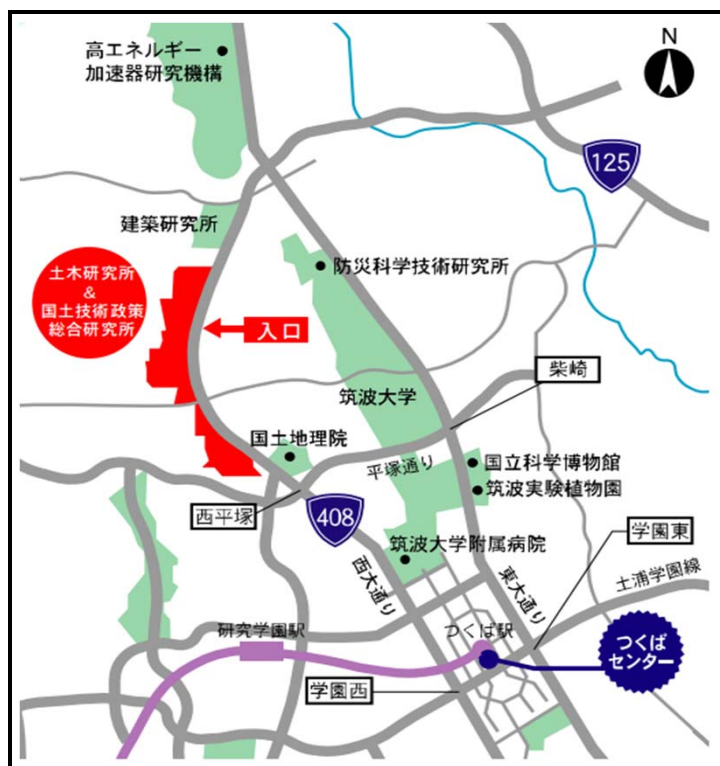 高エネルギー
加速器研究機構
N
125
建築研究所
土木研究所
&
国土技術政策
総合研究所
防災科学技術研究所
入口
柴崎
筑波大学
国土地理院
平塚通り
国立科学博物館
筑波実験植物園
西平塚
408
学園東
筑波大学附属病院
西大通り
東大通り
土浦学園線
研究学園駅
つくば駅
つくば
センター
学園西